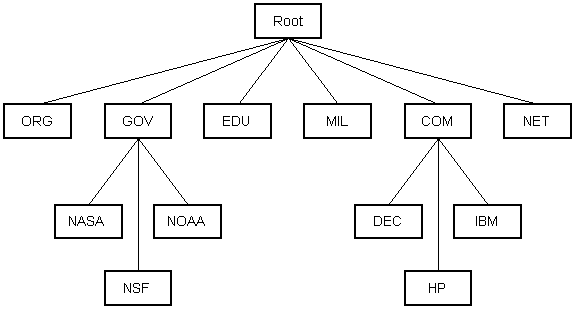 Root
ORG GOV EDU MIL COM NET
NASA NOAA DEC IBM
NSF HP